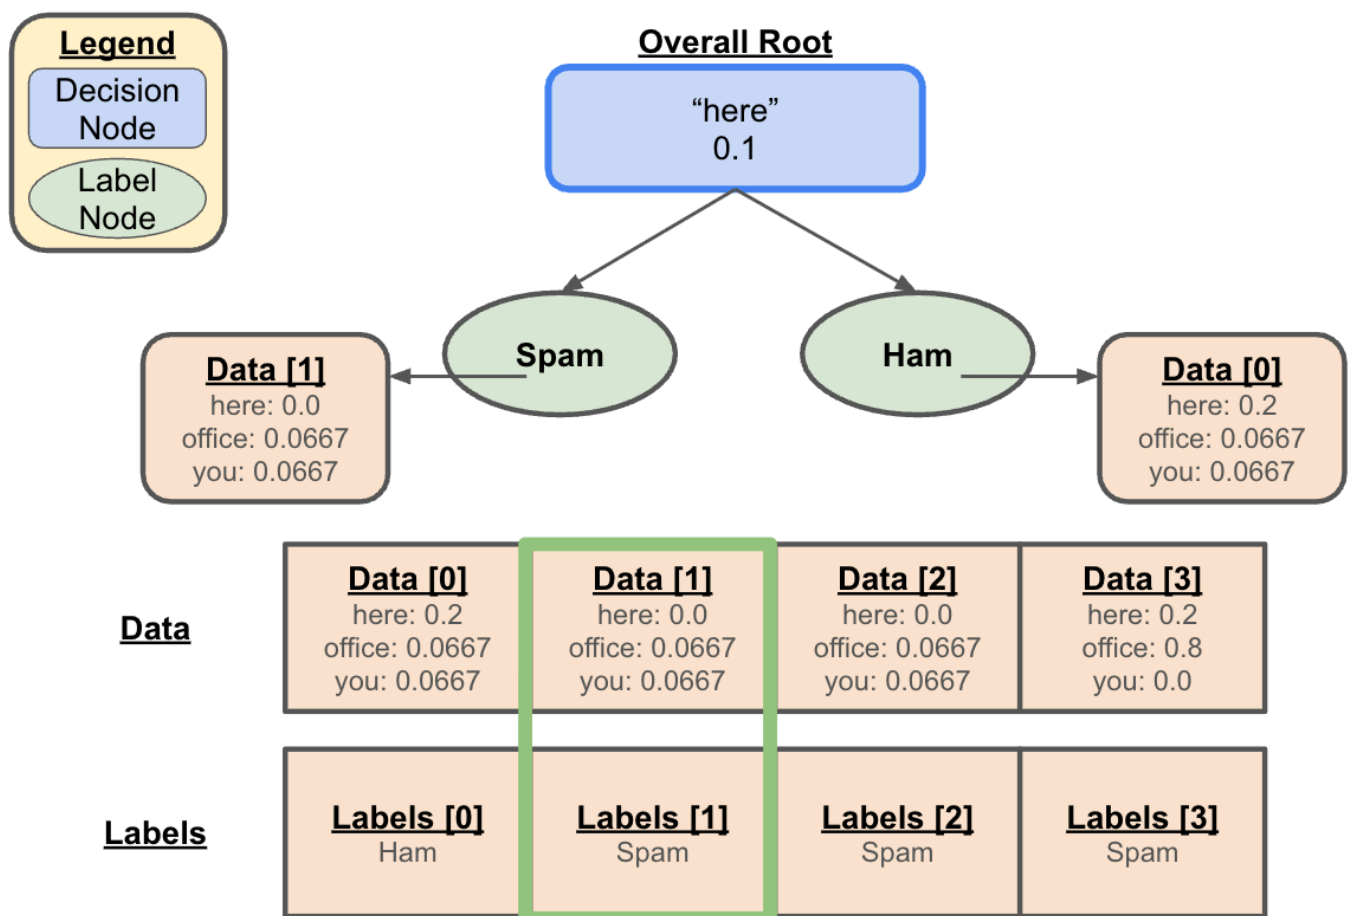 Legend
Decision
Node
Label
Node
Overall Root
“here”
0.1
Spam
Ham
Data [1]
here: 0.0
office: 0.0667
you: 0.0667
Data [0]
here: 0.2
office: 0.0667
you: 0.0667
Data
Data [0]
here: 0.2
office: 0.0667
you: 0.0667
Data [1]
here: 0.0
office: 0.0667
you: 0.0667
Data [2]
here: 0.0
office: 0.0667
you: 0.0667
Data [3]
here: 0.2
office: 0.8
you: 0.0
Labels
Labels [0]
Ham
Labels [1]
Spam
Labels [2]
Spam
Labels [3]
Spam